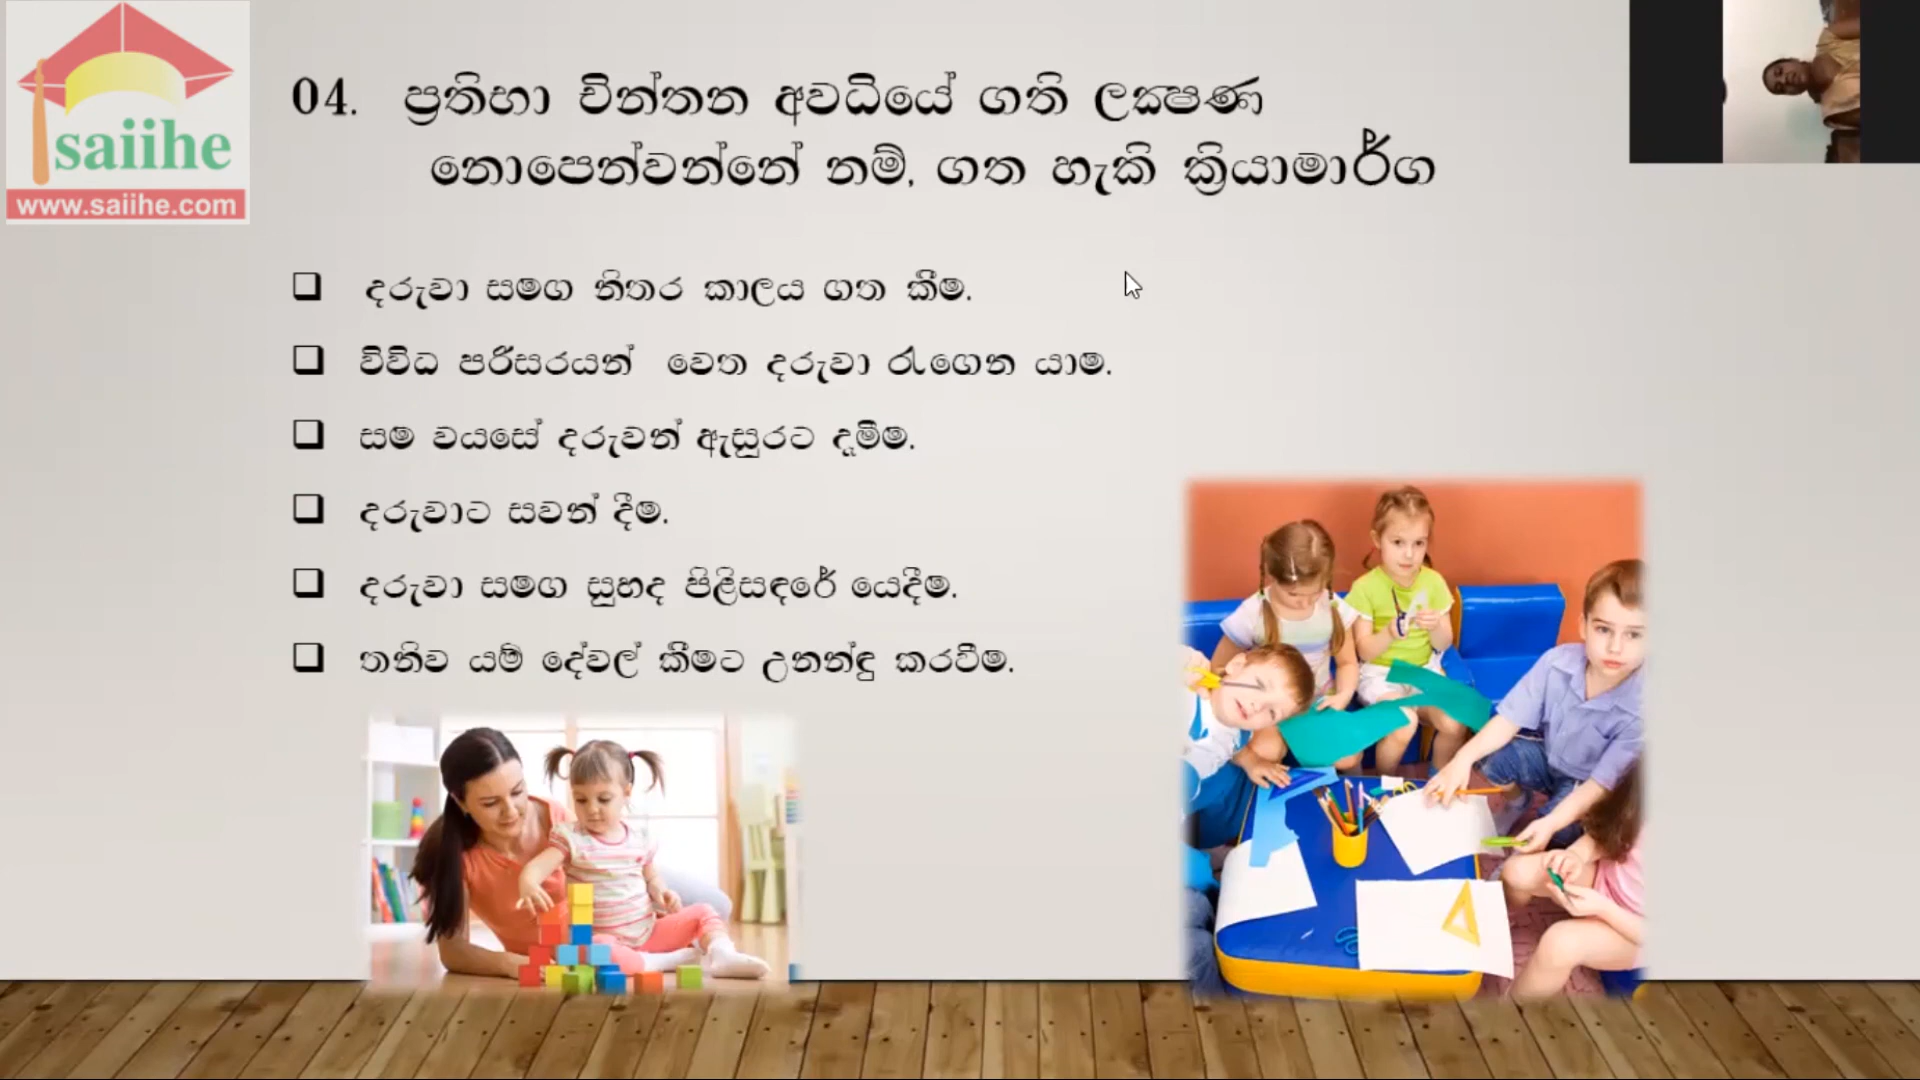 saiihe
www.saiihe.com
04. ප්‍රතිභා චින්තන අවධියේ ගති ලක්‍ෂණ
නොපෙන්වන්නේ නම්, ගත හැකි ක්‍රියාමාර්ග
❑ දරුවා සමග නිතර කාලය ගත කීම.
❑ විවිධ පරිසරයන් වෙත දරුවා රැගෙන යාම.
❑ සම වයසේ දරුවන් ඇසුරට දැමීම.
❑ දරුවාට සවන් දීම.
❑ දරුවා සමග සුහද පිළිසඳරේ යෙදීම.
❑ තනිව යම් දේවල් කීමට උනන්දු කරවීම.